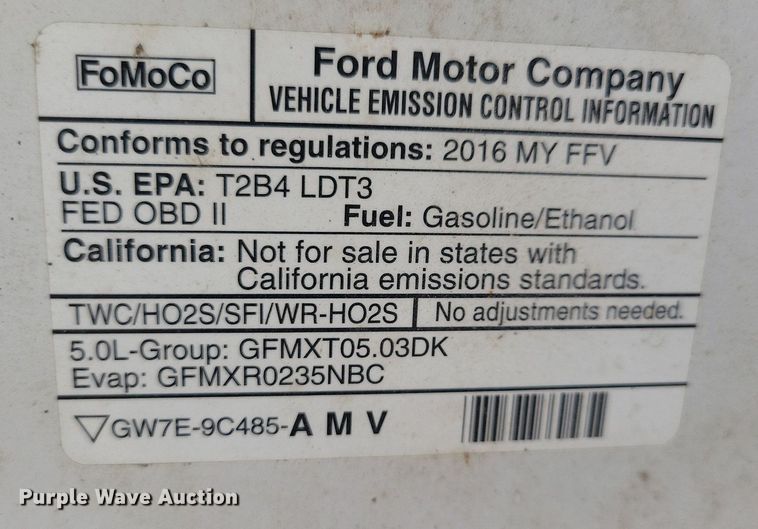 FoMoCo
Ford Motor Company
VEHICLE EMISSION CONTROL INFORMATION
Conforms to regulations: 2016 MY FFV
U.S. EPA: T2B4 LDT3
FED OBD II Fuel: Gasoline/Ethanol
California: Not for sale in states with
California emissions standards.
TWC/HO2S/SFI/WR-HO2S No adjustments needed.
5.0L-Group: GFMXT05.03DK
Evap: GFMXR0235NBC
GW7E-9C485-A M V
Purple Wave Auction